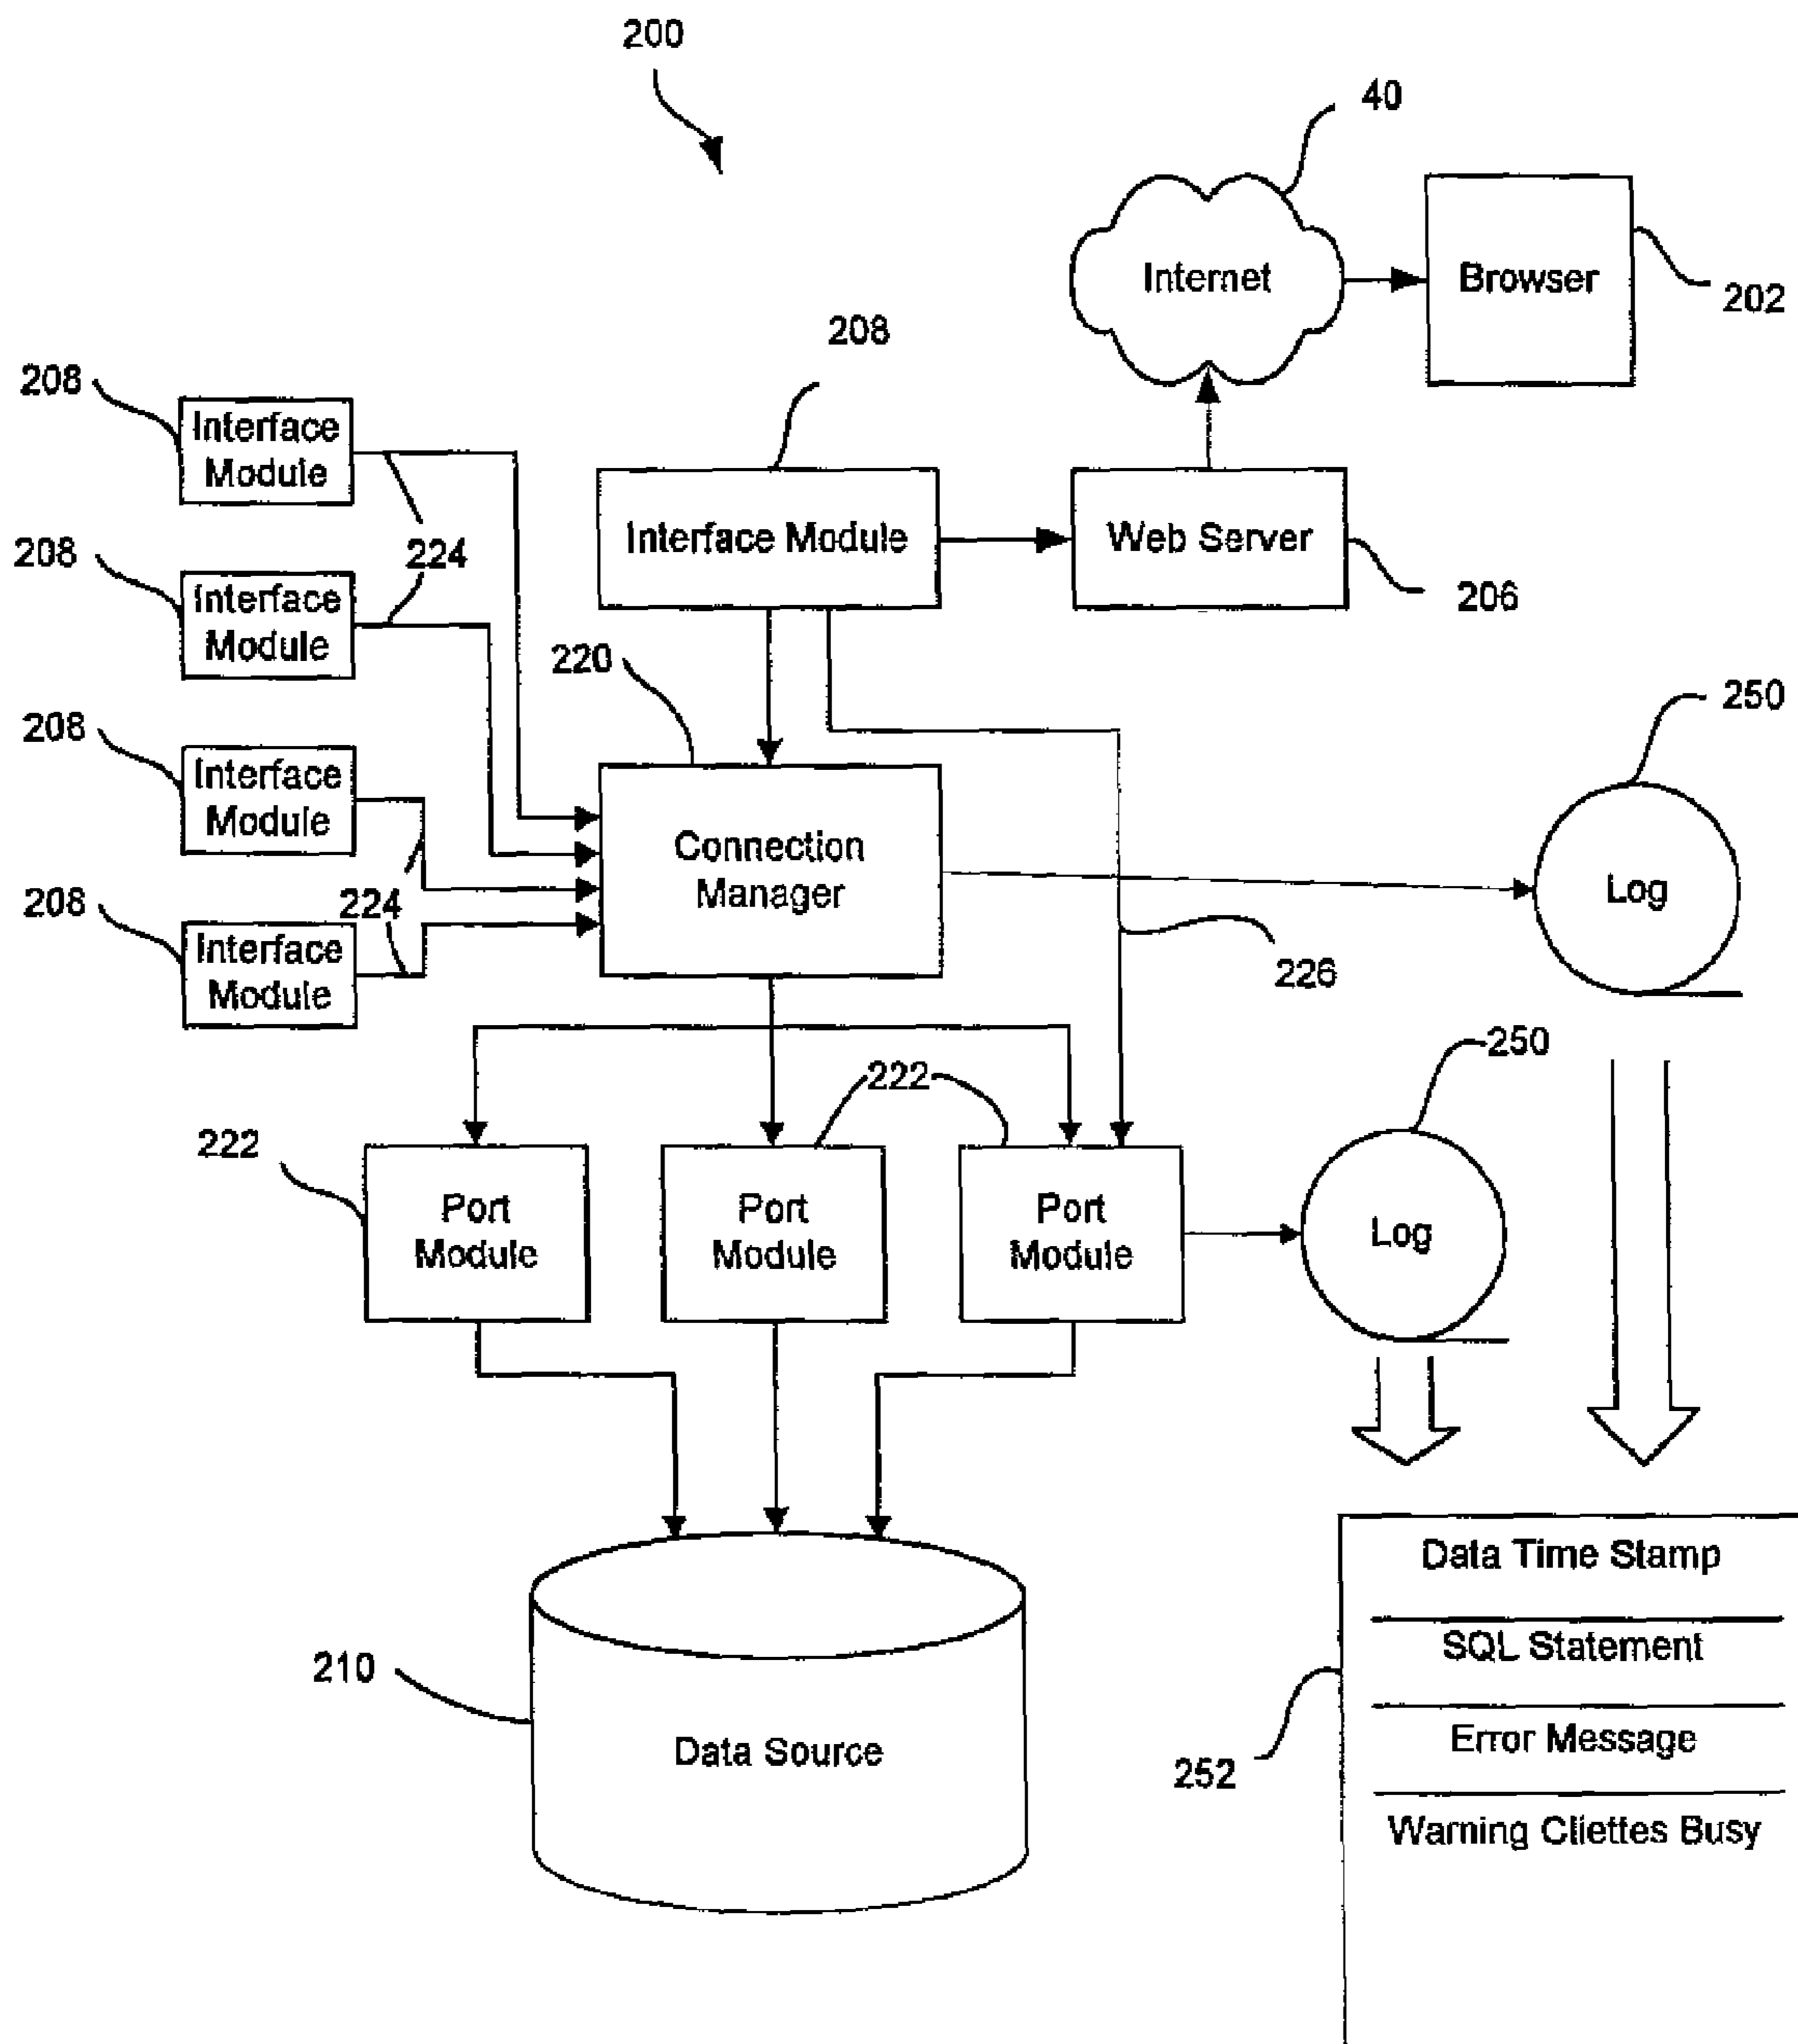 200
40
Internet
Browser
202
208
208
Interface
Module
Interface Module
Web Server
206
224
208
Interface
Module
220
250
208
Interface
Module
Connection
Manager
Log
224
208
Interface
Module
226
250
222
222
Port
Module
Port
Module
Port
Module
Log
Data Time Stamp
SQL Statement
210
Error Message
Data Source
252
Warning Cliettes Busy